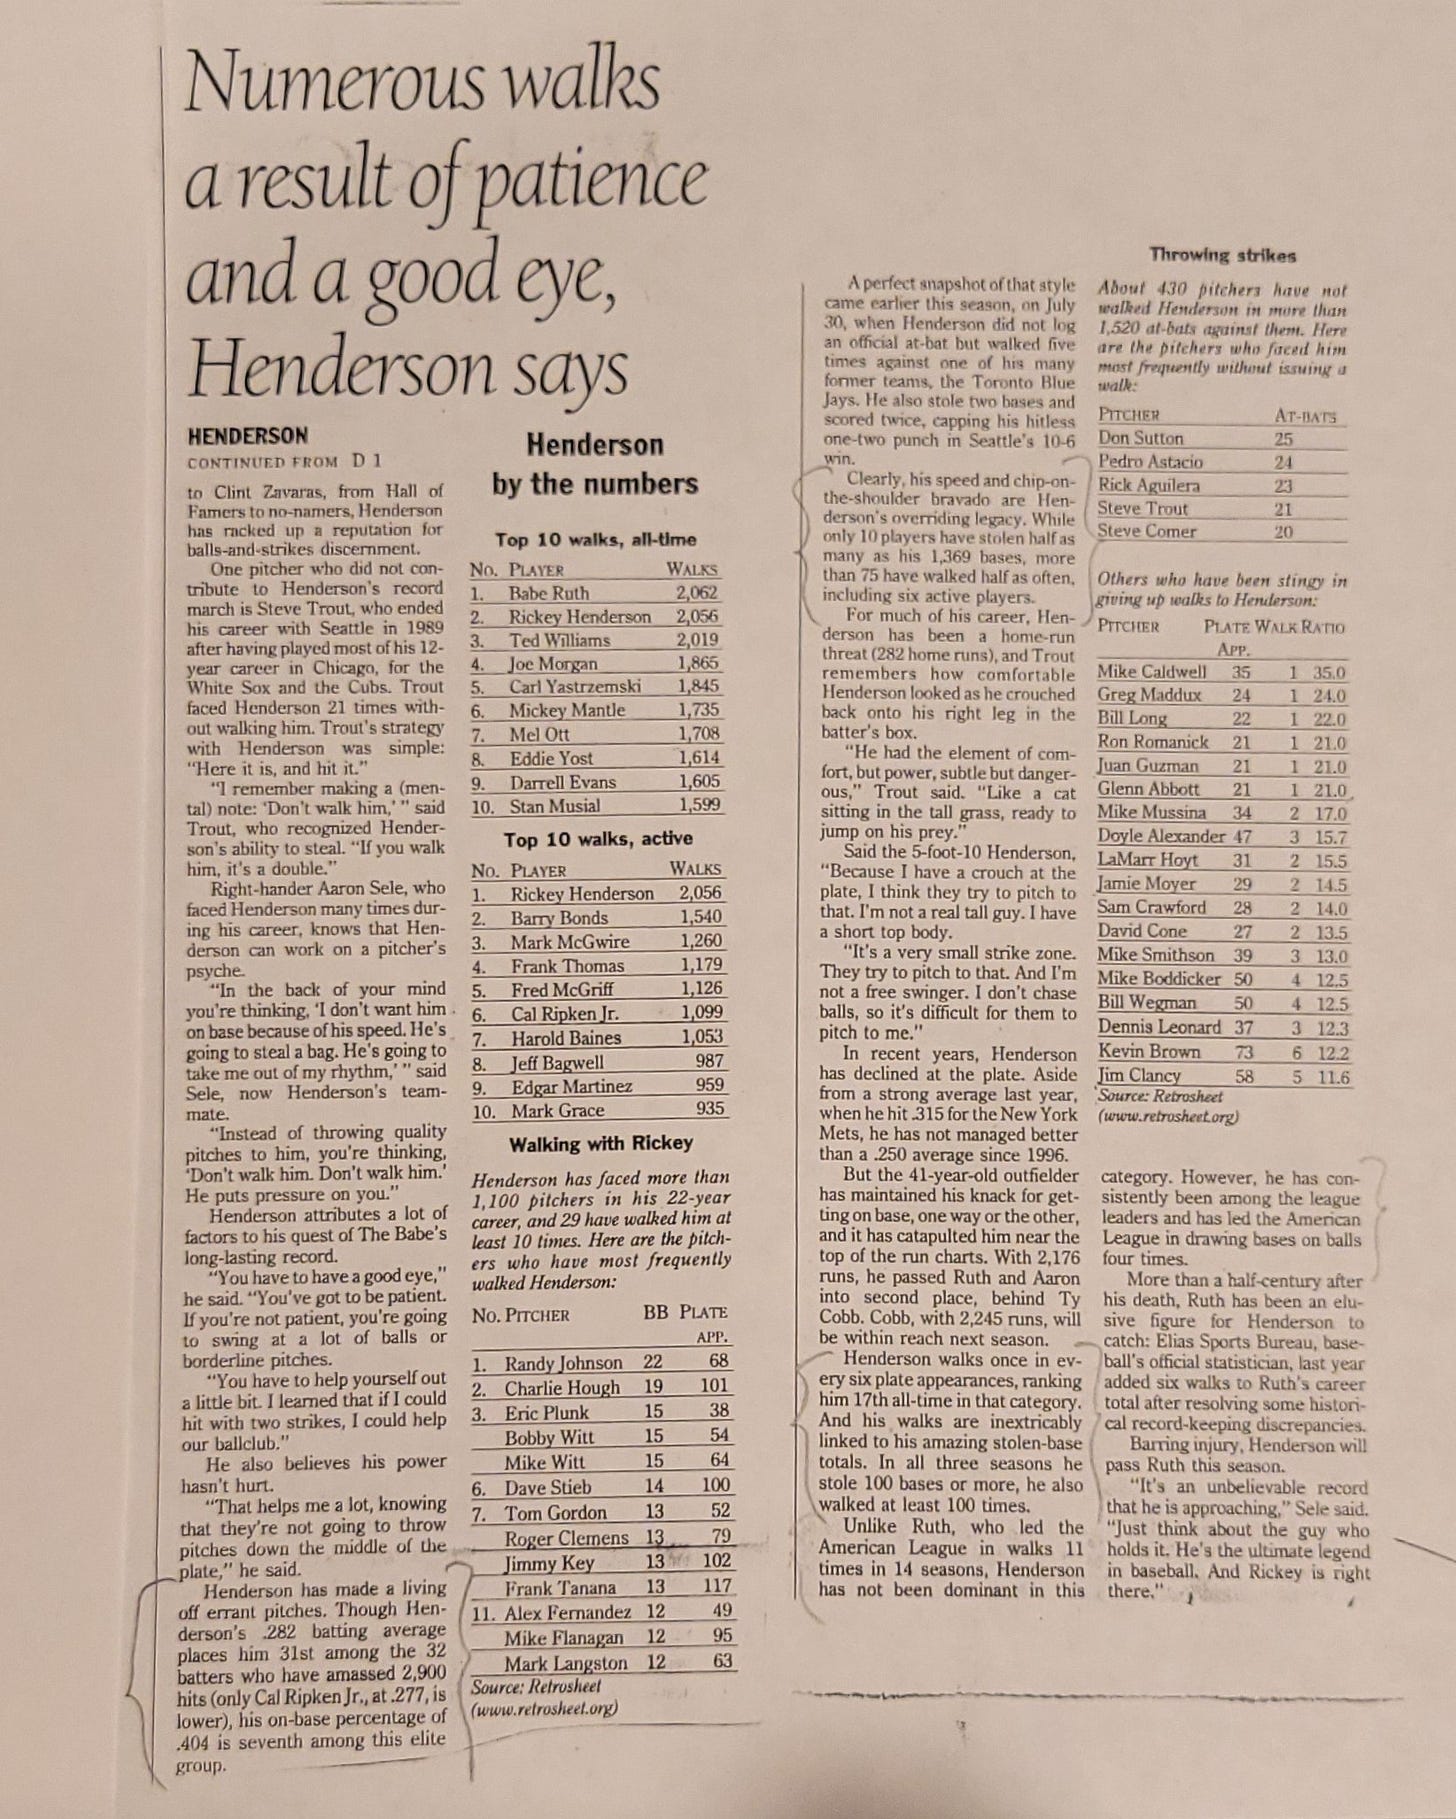 Numerous walks
a result of patience
and a good eye,
Henderson says
HENDERSON
CONTINUED FROM D 1
to Clint Zavaras, from Hall of
Famers to no-namers, Henderson
has racked up a reputation for
balls-and-strikes discernment.
One pitcher who did not con-
tribute to Henderson's record
march is Steve Trout, who ended
his career with Seattle in 1989
after having played most of his 12-
year career in Chicago, for the
White Sox and the Cubs. Trout
faced Henderson 21 times with-
out walking him. Trout's strategy
with Henderson was simple:
"Here it is, and hit it."
"I remember making a (men-
tal) note: 'Don't walk him,' " said
Trout, who recognized Hender-
son's ability to steal. "If you walk
him, it's a double."
Right-hander Aaron Sele, who
faced Henderson many times dur-
ing his career, knows that Hen-
derson can work on a pitcher's
psyche.
"In the back of your mind
you're thinking, 'I don't want him
on base because of his speed. He's
going to steal a bag. He's going to
take me out of my rhythm,' " said
Sele, now Henderson's team-
mate.
"Instead of throwing quality
pitches to him, you're thinking,
'Don't walk him. Don't walk him.'
He puts pressure on you."
Henderson attributes a lot of
factors to his quest of The Babe's
long-lasting record.
"You have to have a good eye,"
he said. "You've got to be patient.
If you're not patient, you're going
to swing at a lot of balls or
borderline pitches.
"You have to help yourself out
a little bit. I learned that if I could
hit with two strikes, I could help
our ballclub."
He also believes his power
hasn't hurt.
"That helps me a lot, knowing
that they're not going to throw
pitches down the middle of the
plate," he said.
Henderson has made a living
off errant pitches. Though Hen-
derson's .282 batting average
places him 31st among the 32
batters who have amassed 2,900
hits (only Cal Ripken Jr., at .277, is
lower), his on-base percentage of
.404 is seventh among this elite
group.
Henderson
by the numbers
Top 10 walks, all-time
NO. PLAYER WALKS
1. Babe Ruth 2,062
2. Rickey Henderson 2,056
3. Ted Williams 2,019
4. Joe Morgan 1,865
5. Carl Yastrzemski 1,845
6. Mickey Mantle 1,735
7. Mel Ott 1,708
8. Eddie Yost 1,614
9. Darrell Evans 1,605
10. Stan Musial 1,599
Top 10 walks, active
NO. PLAYER WALKS
1. Rickey Henderson 2,056
2. Barry Bonds 1,540
3. Mark McGwire 1,260
4. Frank Thomas 1,179
5. Fred McGriff 1,126
6. Cal Ripken Jr. 1,099
7. Harold Baines 1,053
8. Jeff Bagwell 987
9. Edgar Martinez 959
10. Mark Grace 935
Walking with Rickey
Henderson has faced more than
1,100 pitchers in his 22-year
career, and 29 have walked him at
least 10 times. Here are the pitch-
ers who have most frequently
walked Henderson:
NO. PITCHER BB PLATE
APP.
1. Randy Johnson 22 68
2. Charlie Hough 19 101
3. Eric Plunk 15 38
Bobby Witt 15 54
Mike Witt 15 64
6. Dave Stieb 14 100
7. Tom Gordon 13 52
Roger Clemens 13 79
Jimmy Key 13 102
Frank Tanana 13 117
11. Alex Fernandez 12 49
Mike Flanagan 12 95
Mark Langston 12 63
Source: Retrosheet
(www.retrosheet.org)
A perfect snapshot of that style
came earlier this season, on July
30, when Henderson did not log
an official at-bat but walked five
times against one of his many
former teams, the Toronto Blue
Jays. He also stole two bases and
scored twice, capping his hitless
one-two punch in Seattle's 10-6
win.
Clearly, his speed and chip-on-
the-shoulder bravado are Hen-
derson's overriding legacy. While
only 10 players have stolen half as
many as his 1,369 bases, more
than 75 have walked half as often,
including six active players.
For much of his career, Hen-
derson has been a home-run
threat (282 home runs), and Trout
remembers how comfortable
Henderson looked as he crouched
back onto his right leg in the
batter's box.
"He had the element of com-
fort, but power, subtle but danger-
ous," Trout said. "Like a cat
sitting in the tall grass, ready to
jump on his prey."
Said the 5-foot-10 Henderson,
"Because I have a crouch at the
plate, I think they try to pitch to
that. I'm not a real tall guy. I have
a short top body.
"It's a very small strike zone.
They try to pitch to that. And I'm
not a free swinger. I don't chase
balls, so it's difficult for them to
pitch to me."
In recent years, Henderson
has declined at the plate. Aside
from a strong average last year,
when he hit .315 for the New York
Mets, he has not managed better
than a .250 average since 1996.
But the 41-year-old outfielder
has maintained his knack for get-
ting on base, one way or the other,
and it has catapulted him near the
top of the run charts. With 2,176
runs, he passed Ruth and Aaron
into second place, behind Ty
Cobb. Cobb, with 2,245 runs, will
be within reach next season.
Henderson walks once in ev-
ery six plate appearances, ranking
him 17th all-time in that category.
And his walks are inextricably
linked to his amazing stolen-base
totals. In all three seasons he
stole 100 bases or more, he also
walked at least 100 times.
Unlike Ruth, who led the
American League in walks 11
times in 14 seasons, Henderson
has not been dominant in this
Throwing strikes
About 430 pitchers have not
walked Henderson in more than
1,520 at-bats against them. Here
are the pitchers who faced him
most frequently without issuing a
walk:
PITCHER AT-BATS
Don Sutton 25
Pedro Astacio 24
Rick Aguilera 23
Steve Trout 21
Steve Comer 20
Others who have been stingy in
giving up walks to Henderson:
PITCHER PLATE WALK RATIO
APP.
Mike Caldwell 35 1 35.0
Greg Maddux 24 1 24.0
Bill Long 22 1 22.0
Ron Romanick 21 1 21.0
Juan Guzman 21 1 21.0
Glenn Abbott 21 1 21.0
Mike Mussina 34 2 17.0
Doyle Alexander 47 3 15.7
LaMarr Hoyt 31 2 15.5
Jamie Moyer 29 2 14.5
Sam Crawford 28 2 14.0
David Cone 27 2 13.5
Mike Smithson 39 3 13.0
Mike Boddicker 50 4 12.5
Bill Wegman 50 4 12.5
Dennis Leonard 37 3 12.3
Kevin Brown 73 6 12.2
Jim Clancy 58 5 11.6
Source: Retrosheet
(www.retrosheet.org)
category. However, he has con-
sistently been among the league
leaders and has led the American
League in drawing bases on balls
four times.
More than a half-century after
his death, Ruth has been an elu-
sive figure for Henderson to
catch: Elias Sports Bureau, base-
ball's official statistician, last year
added six walks to Ruth's career
total after resolving some histori-
cal record-keeping discrepancies.
Barring injury, Henderson will
pass Ruth this season.
"It's an unbelievable record
that he is approaching," Sele said.
"Just think about the guy who
holds it. He's the ultimate legend
in baseball. And Rickey is right
there."